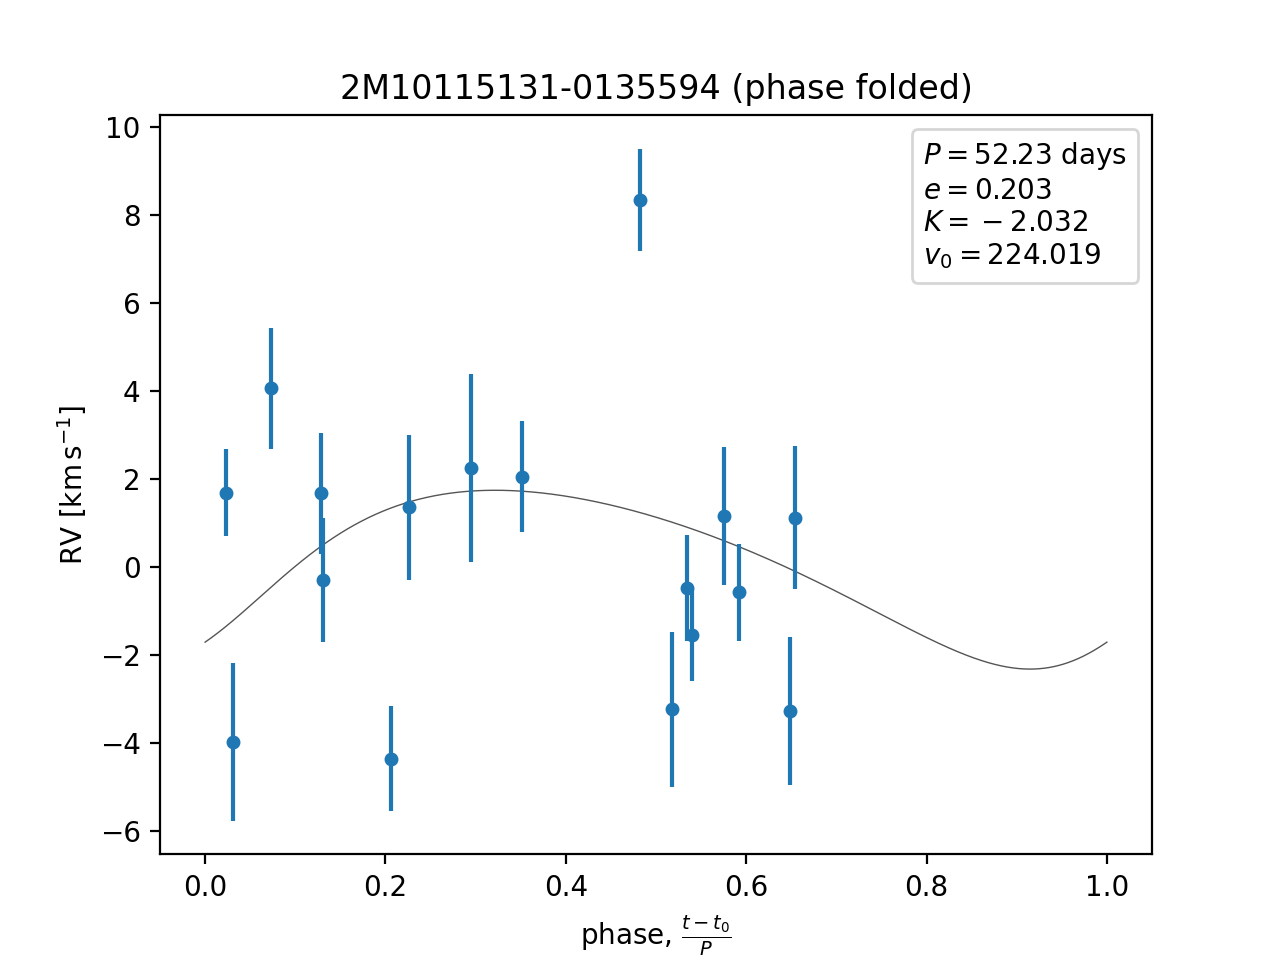 2M10115131-0135594 (phase folded)
P = 52.23 days
e = 0.203
K = −2.032
v₀ = 224.019
RV [km s⁻¹]
10
8
6
4
2
0
−2
−4
−6
0.0 0.2 0.4 0.6 0.8 1.0
phase, (t − t₀)/P